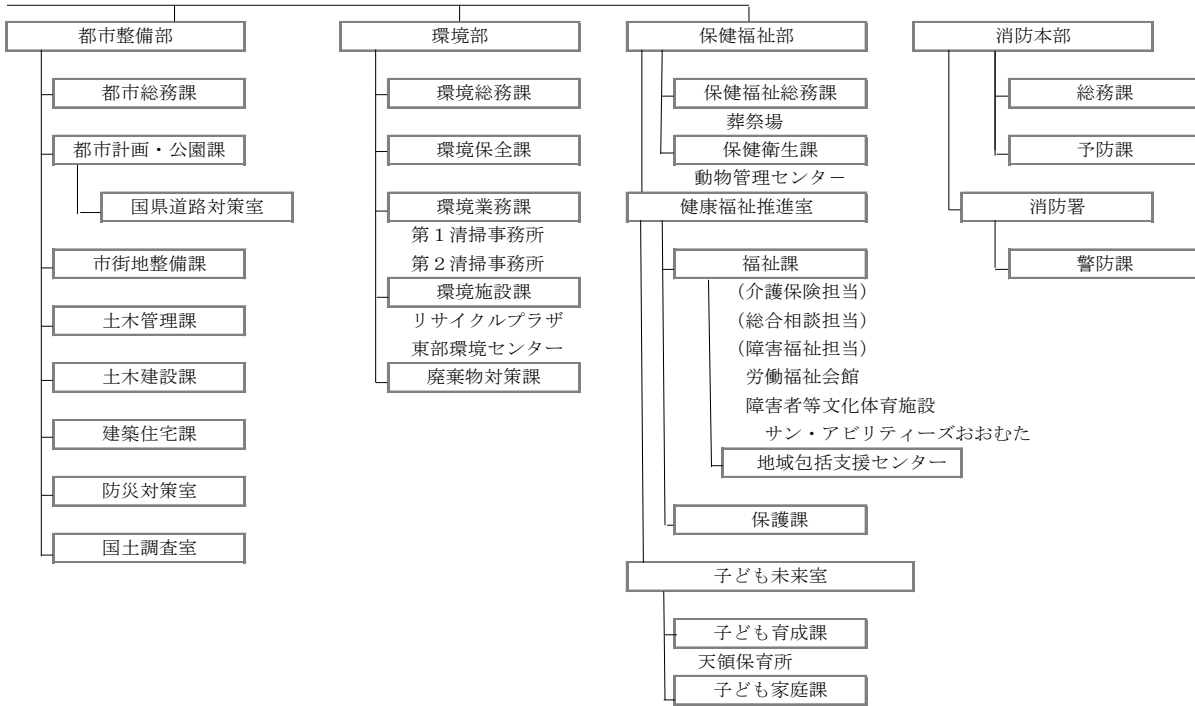 都市整備部
都市総務課
都市計画・公園課
国県道路対策室
市街地整備課
土木管理課
土木建設課
建築住宅課
防災対策室
国土調査室
環境部
環境総務課
環境保全課
環境業務課
第１清掃事務所
第２清掃事務所
環境施設課
リサイクルプラザ
東部環境センター
廃棄物対策課
保健福祉部
保健福祉総務課
葬祭場
保健衛生課
動物管理センター
健康福祉推進室
福祉課
（介護保険担当）
（総合相談担当）
（障害福祉担当）
労働福祉会館
障害者等文化体育施設
サン・アビリティーズおおむた
地域包括支援センター
保護課
子ども未来室
子ども育成課
天領保育所
子ども家庭課
消防本部
総務課
予防課
消防署
警防課